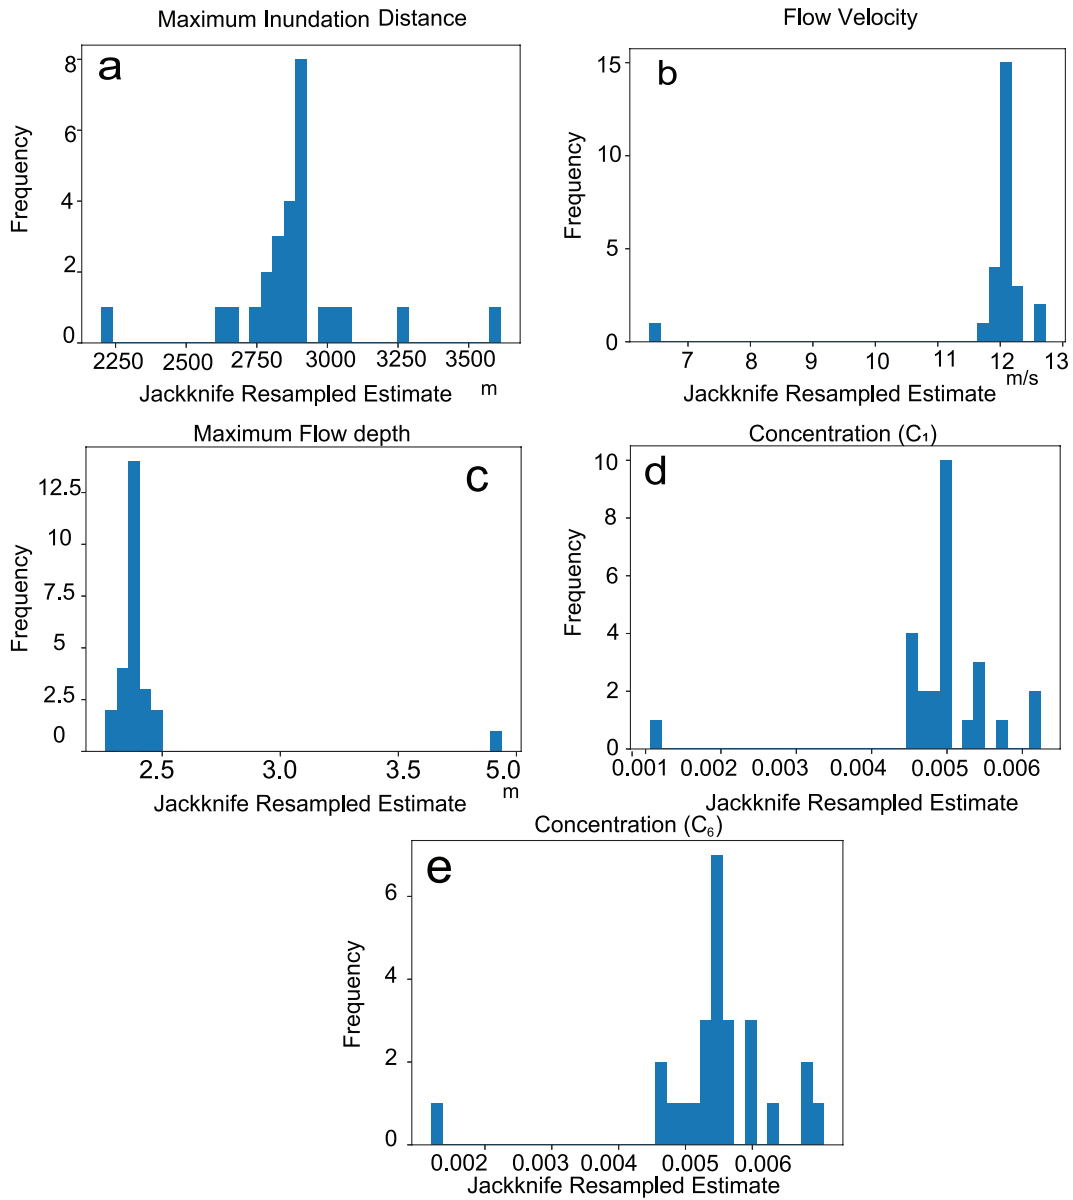 Maximum Inundation Distance
a
8
6
4
2
0
Frequency
2250 2500 2750 3000 3250 3500
Jackknife Resampled Estimate m
Flow Velocity
b
15
10
5
0
Frequency
7 8 9 10 11 12 13
m/s
Jackknife Resampled Estimate
Maximum Flow depth
c
12.5
10
7.5
5
2.5
0
Frequency
2.5 3.0 3.5 5.0
m
Jackknife Resampled Estimate
Concentration (C₁)
d
10
8
6
4
2
0
Frequency
0.001 0.002 0.003 0.004 0.005 0.006
Jackknife Resampled Estimate
Concentration (C₆)
e
6
4
2
0
Frequency
0.002 0.003 0.004 0.005 0.006
Jackknife Resampled Estimate